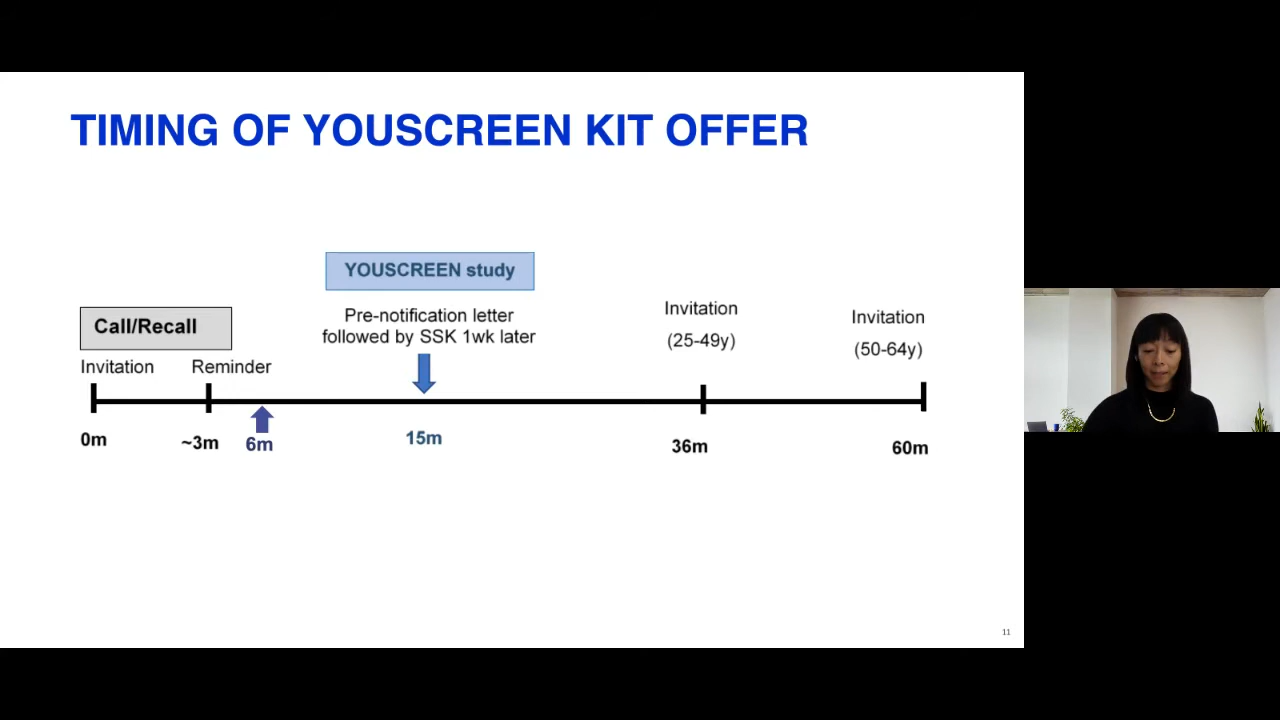 TIMING OF YOUSCREEN KIT OFFER
YOUSCREEN study
Call/Recall
Pre-notification letter
followed by SSK 1wk later
Invitation
(25-49y)
Invitation
(50-64y)
Invitation
Reminder
0m
~3m
6m
15m
36m
60m
11